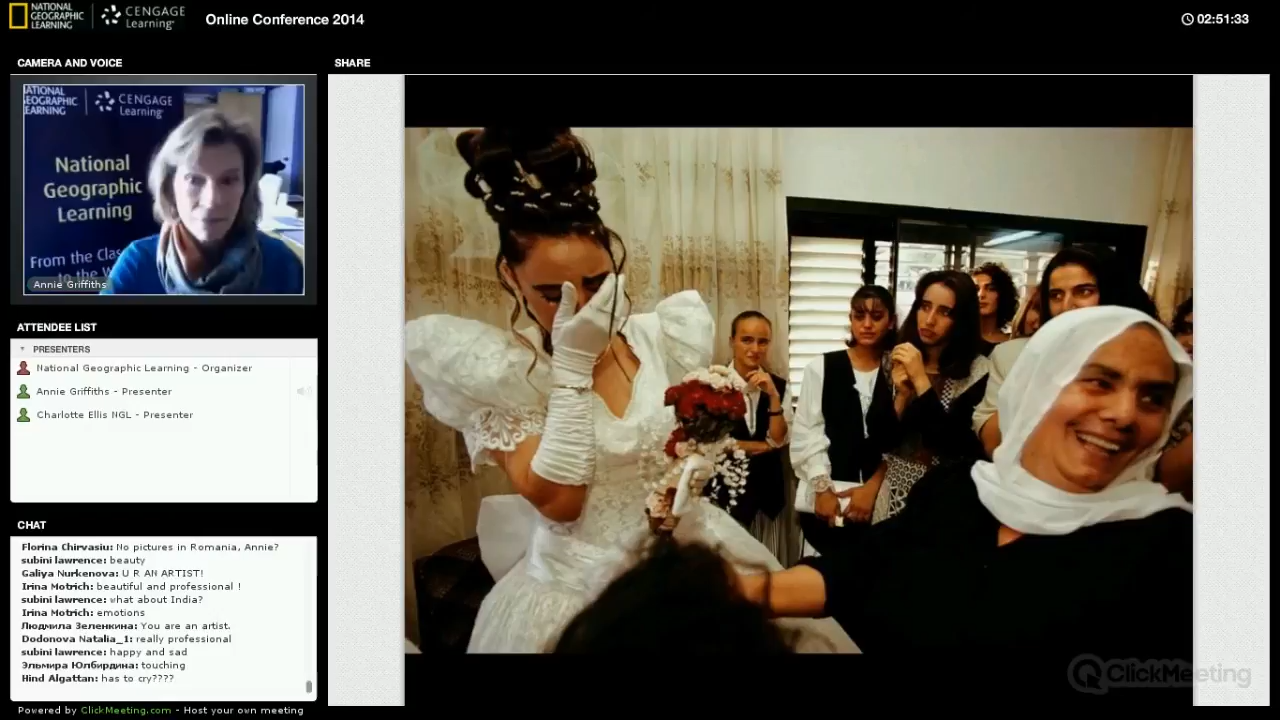 NATIONAL
GEOGRAPHIC
LEARNING
CENGAGE
Learning
Online Conference 2014
02:51:33
CAMERA AND VOICE
SHARE
CENGAGE
Learning
National
Geographic
Learning
Annie Griffiths
ATTENDEE LIST
PRESENTERS
National Geographic Learning - Organizer
Annie Griffiths - Presenter
Charlotte Ellis NGL - Presenter
CHAT
Florina Chirvasiu: No pictures in Romania, Annie?
subini lawrence: beauty
Galiya Nurkenova: U R AN ARTIST!
Irina Motrich: beautiful and professional !
subini lawrence: what about India?
Irina Motrich: emotions
Людмила Зеленкина: You are an artist.
Dodonova Natalia_1: really professional
subini lawrence: happy and sad
Эльмира Юлбирдина: touching
Hind Algattan: has to cry????
Powered by ClickMeeting.com - Host your own meeting
ClickMeeting